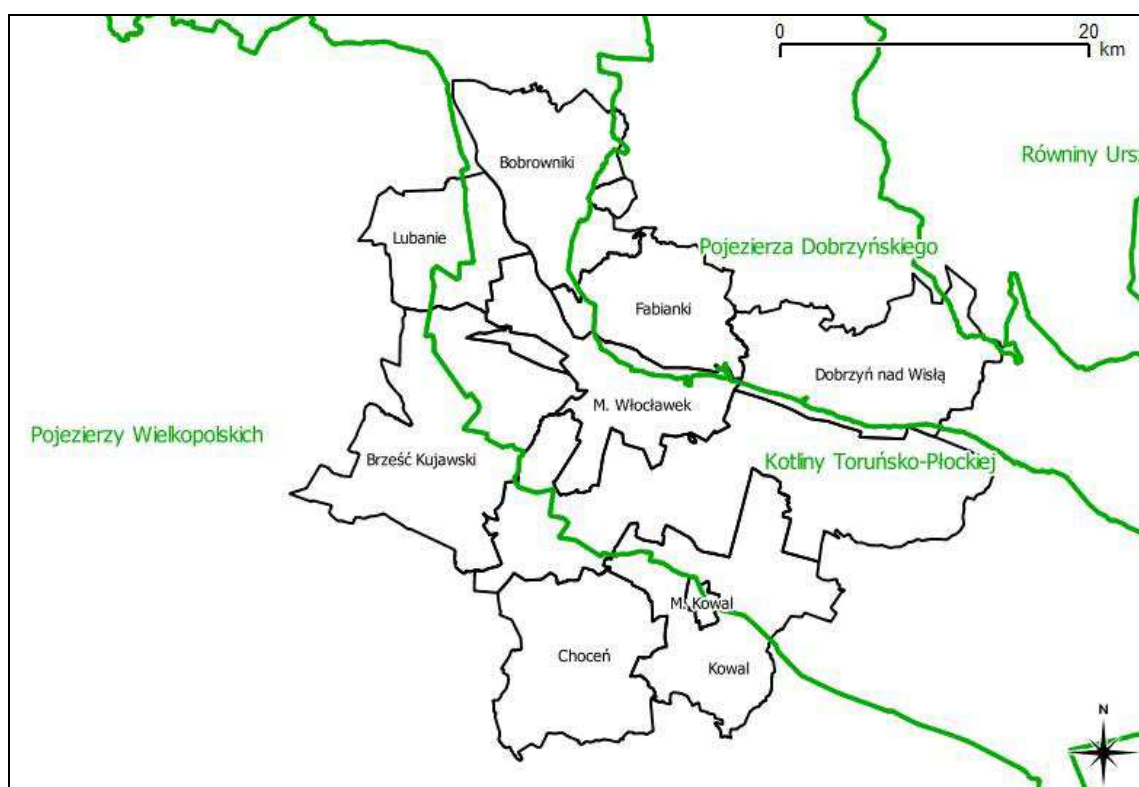 0 20
km
Bobrowniki
Równiny Ursz
Lubanie
Pojezierza Dobrzyńskiego
Fabianki
Dobrzyń nad Wisłą
M. Włocławek
Pojezierzy Wielkopolskich
Brześć Kujawski
Kotliny Toruńsko-Płockiej
M. Kowal
Choceń
Kowal
N